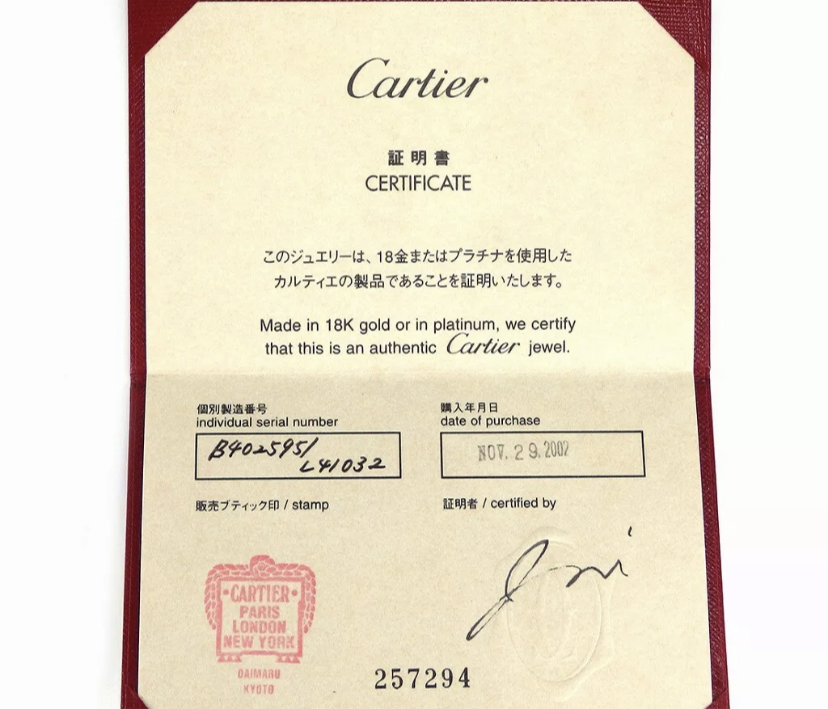 Cartier
証明書
CERTIFICATE
このジュエリーは、18金またはプラチナを使用した
カルティエの製品であることを証明いたします。
Made in 18K gold or in platinum, we certify
that this is an authentic Cartier jewel.
個別製造番号
individual serial number
B4025951
L41032
購入年月日
date of purchase
NOV. 29. 2002
販売ブティック印 / stamp
証明者 / certified by
·CARTIER·
PARIS
LONDON
NEW YORK
DAIMARU
KYOTO
257294